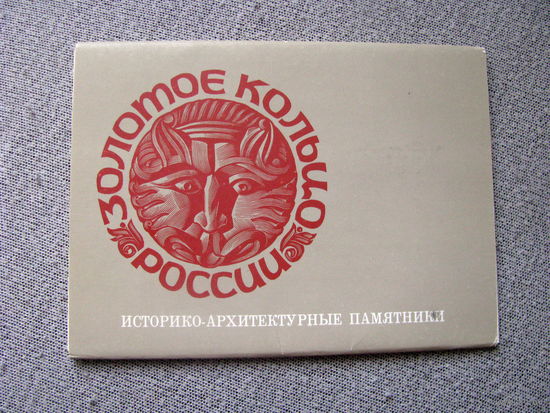 ЗОЛОТОЕ КОЛЬЦО
РОССИИ
ИСТОРИКО-АРХИТЕКТУРНЫЕ ПАМЯТНИКИ